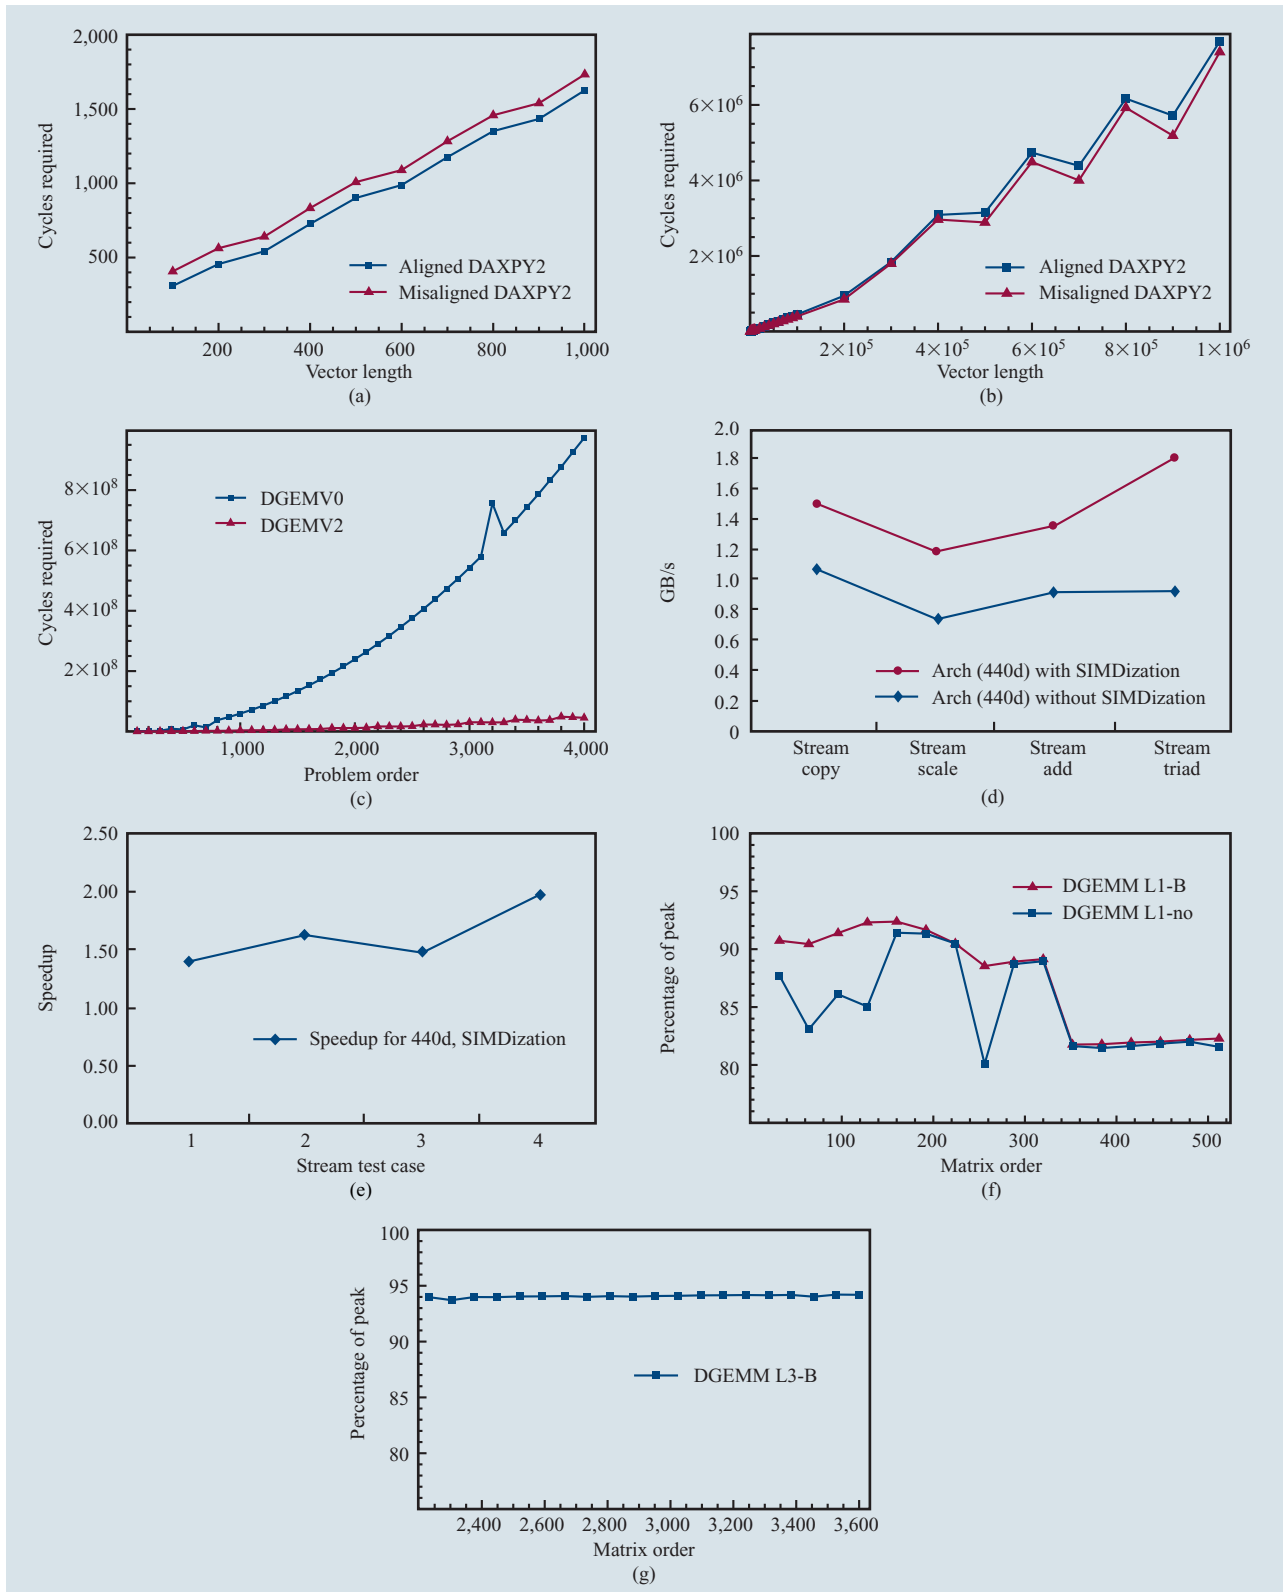 2,000
1,500
1,000
500
Cycles required
Aligned DAXPY2
Misaligned DAXPY2
200 400 600 800 1,000
Vector length
(a)
6×10⁶
4×10⁶
2×10⁶
Cycles required
Aligned DAXPY2
Misaligned DAXPY2
2×10⁵ 4×10⁵ 6×10⁵ 8×10⁵ 1×10⁶
Vector length
(b)
8×10⁸
6×10⁸
4×10⁸
2×10⁸
Cycles required
DGEMV0
DGEMV2
1,000 2,000 3,000 4,000
Problem order
(c)
2.0
1.8
1.6
1.4
1.2
1.0
0.8
0.6
0.4
0.2
0
GB/s
Arch (440d) with SIMDization
Arch (440d) without SIMDization
Stream copy
Stream scale
Stream add
Stream triad
(d)
2.50
2.00
1.50
1.00
0.50
0.00
Speedup
Speedup for 440d, SIMDization
1 2 3 4
Stream test case
(e)
100
95
90
85
80
Percentage of peak
DGEMM L1-B
DGEMM L1-no
100 200 300 400 500
Matrix order
(f)
100
95
90
85
80
Percentage of peak
DGEMM L3-B
2,400 2,600 2,800 3,000 3,200 3,400 3,600
Matrix order
(g)